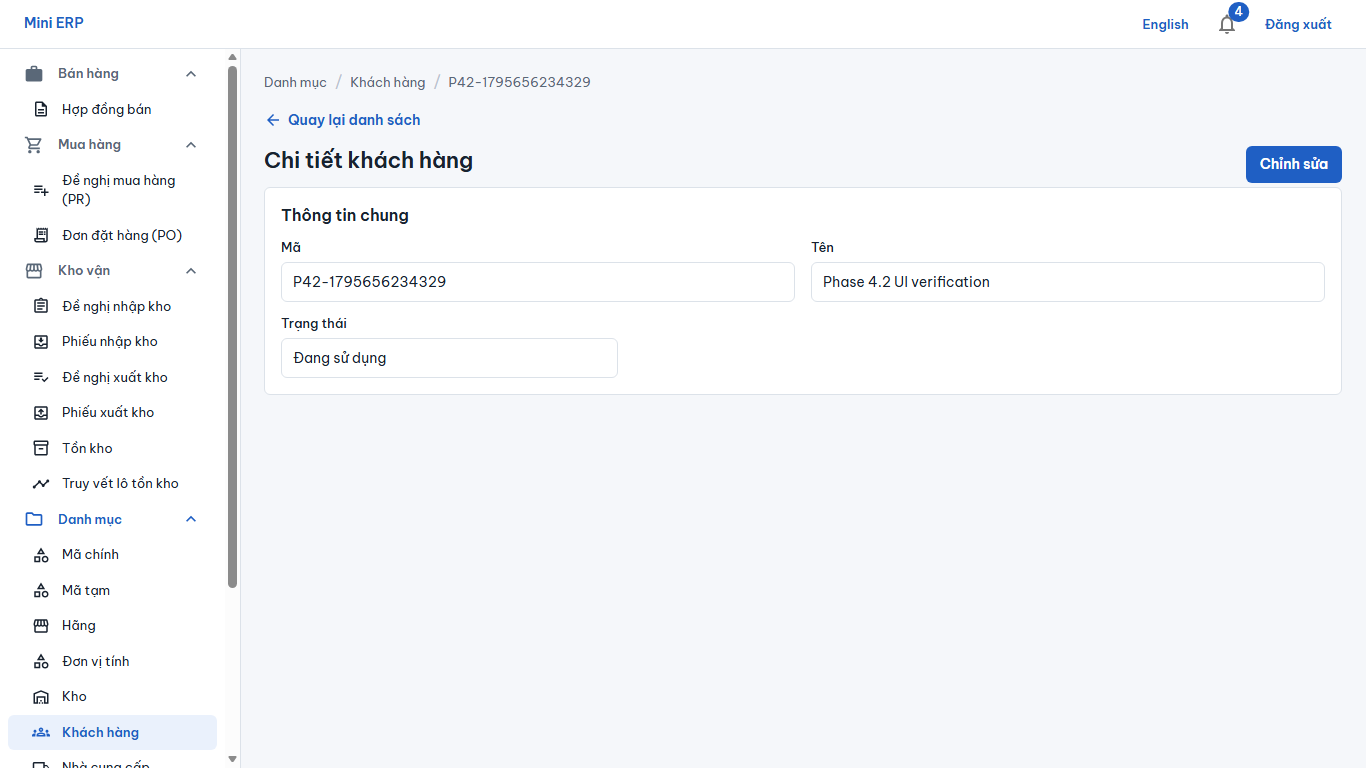 Mini ERP
English
4
Đăng xuất
Bán hàng
Hợp đồng bán
Mua hàng
Đề nghị mua hàng
(PR)
Đơn đặt hàng (PO)
Kho vận
Đề nghị nhập kho
Phiếu nhập kho
Đề nghị xuất kho
Phiếu xuất kho
Tồn kho
Truy vết lô tồn kho
Danh mục
Mã chính
Mã tạm
Hãng
Đơn vị tính
Kho
Khách hàng
Nhà cung cấp
Danh mục / Khách hàng / P42-1795656234329
Quay lại danh sách
Chi tiết khách hàng
Chỉnh sửa
Thông tin chung
Mã
Tên
P42-1795656234329
Phase 4.2 UI verification
Trạng thái
Đang sử dụng